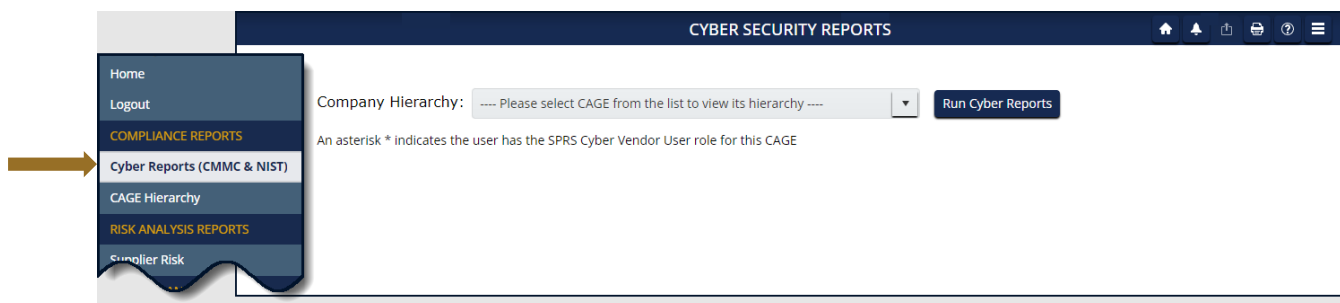 CYBER SECURITY REPORTS
Home
Logout
COMPLIANCE REPORTS
Cyber Reports (CMMC & NIST)
CAGE Hierarchy
RISK ANALYSIS REPORTS
Supplier Risk
Company Hierarchy: ---- Please select CAGE from the list to view its hierarchy ---- Run Cyber Reports
An asterisk * indicates the user has the SPRS Cyber Vendor User role for this CAGE